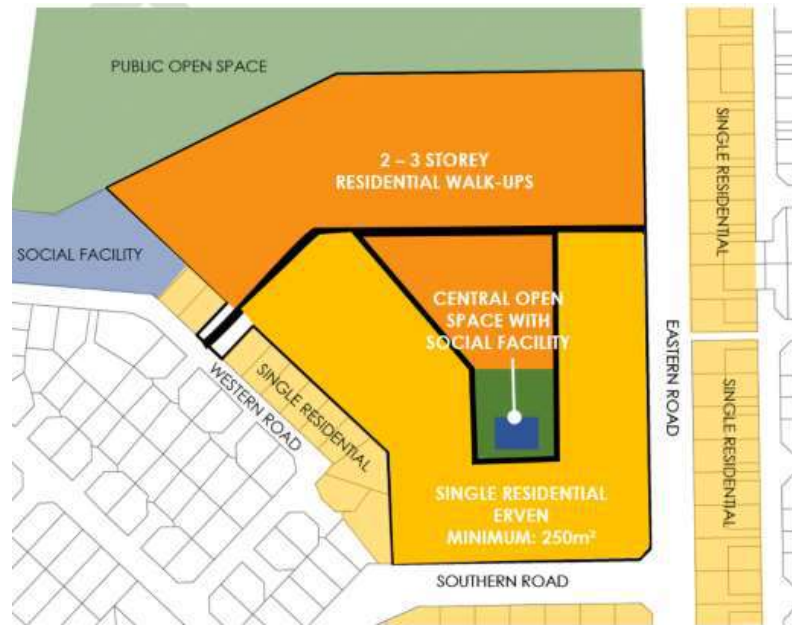 PUBLIC OPEN SPACE
2 – 3 STOREY
RESIDENTIAL WALK-UPS
SINGLE RESIDENTIAL
SOCIAL FACILITY
CENTRAL OPEN
SPACE WITH
SOCIAL FACILITY
EASTERN ROAD
WESTERN ROAD
SINGLE RESIDENTIAL
SINGLE RESIDENTIAL
SINGLE RESIDENTIAL
ERVEN
MINIMUM: 250m²
SOUTHERN ROAD